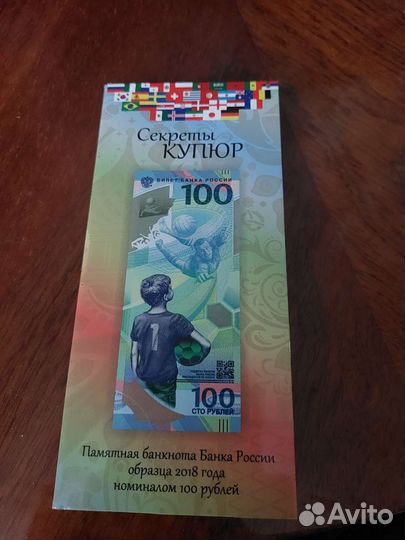 Секреты
КУПЮР
БИЛЕТ БАНКА РОССИИ
100
1
100
СТО РУБЛЕЙ
Памятная банкнота Банка России
образца 2018 года
номиналом 100 рублей
Avito